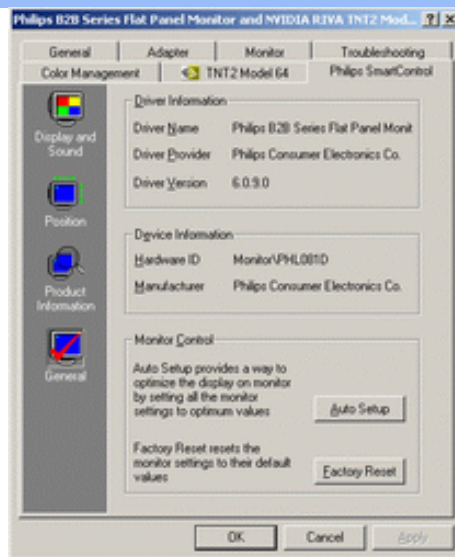 Philips B2B Series Flat Panel Monitor and NVIDIA RIVA TNT2 Mod...
General Adapter Monitor Troubleshooting
Color Management TNT2 Model 64 Philips SmartControl
Display and
Sound
Position
Product
Information
General
Driver Information
Driver Name Philips B2B Series Flat Panel Monit
Driver Provider Philips Consumer Electronics Co.
Driver Version 6.0.9.0
Device Information
Hardware ID Monitor\PHL081D
Manufacturer Philips Consumer Electronics Co.
Monitor Control
Auto Setup provides a way to
optimize the display on monitor
by setting all the monitor
settings to optimum values
Auto Setup
Factory Reset resets the
monitor settings to their default
values
Factory Reset
OK Cancel Apply